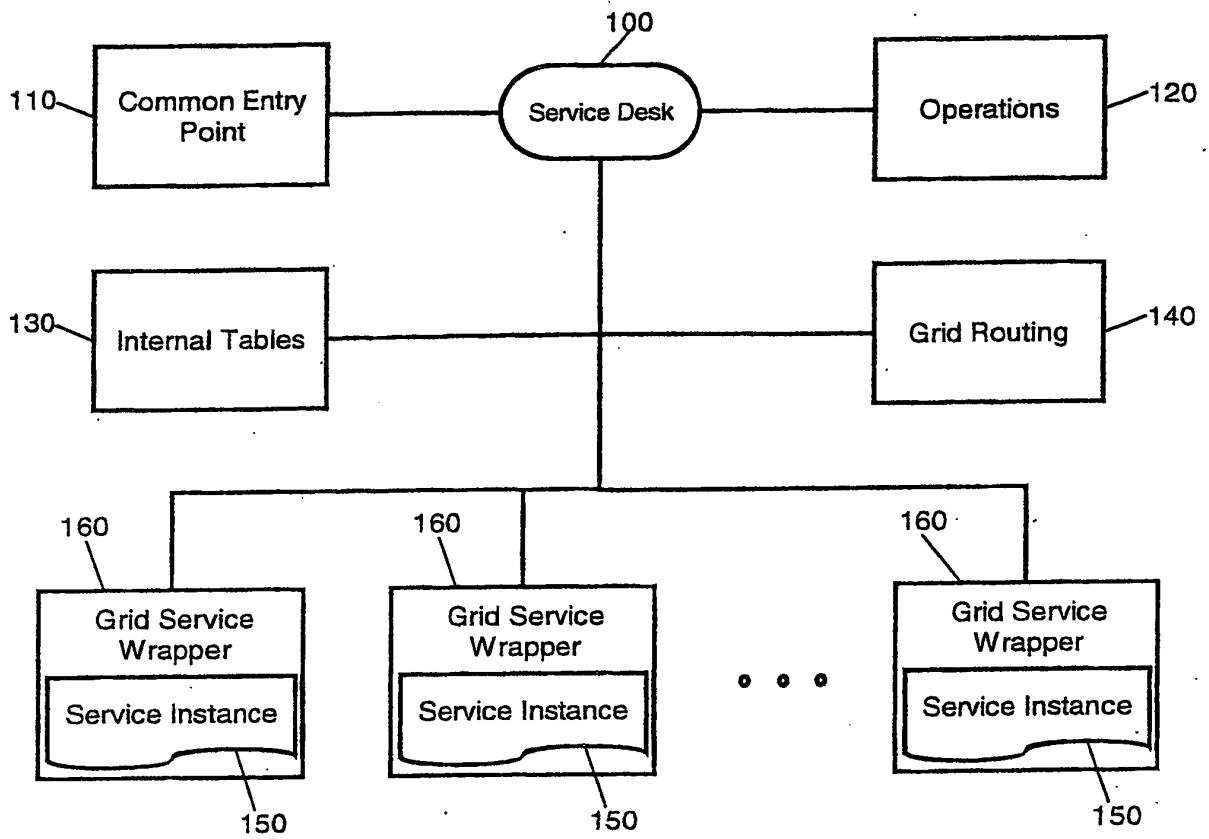 100
110
Common Entry
Point
Service Desk
Operations
120
130
Internal Tables
Grid Routing
140
160
160
160
Grid Service
Wrapper
Grid Service
Wrapper
Grid Service
Wrapper
Service Instance
Service Instance
Service Instance
150
150
150